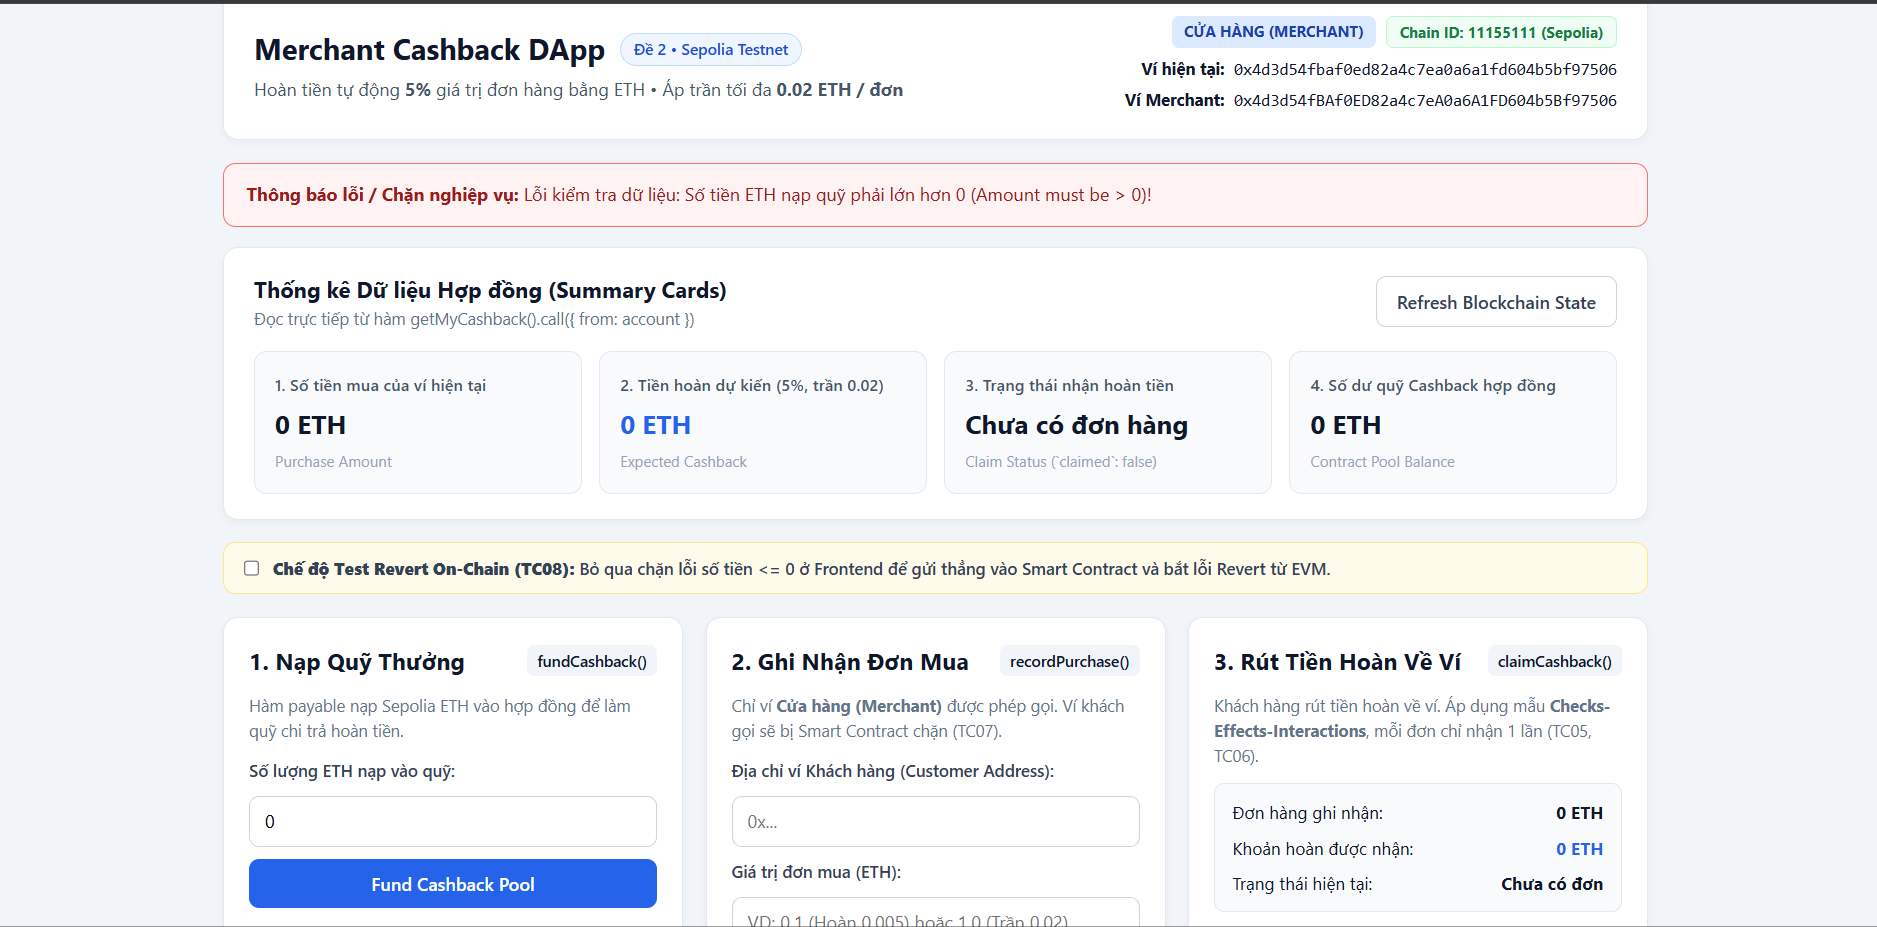 Merchant Cashback DApp
Đề 2 • Sepolia Testnet
Hoàn tiền tự động 5% giá trị đơn hàng bằng ETH • Áp trần tối đa 0.02 ETH / đơn
CỬA HÀNG (MERCHANT)
Chain ID: 11155111 (Sepolia)
Ví hiện tại: 0x4d3d54fbaf0ed82a4c7ea0a6a1fd604b5bf97506
Ví Merchant: 0x4d3d54fBAf0ED82a4c7eA0a6A1FD604b5Bf97506
Thông báo lỗi / Chặn nghiệp vụ: Lỗi kiểm tra dữ liệu: Số tiền ETH nạp quỹ phải lớn hơn 0 (Amount must be > 0)!
Thống kê Dữ liệu Hợp đồng (Summary Cards)
Đọc trực tiếp từ hàm getMyCashback().call({ from: account })
Refresh Blockchain State
1. Số tiền mua của ví hiện tại
0 ETH
Purchase Amount
2. Tiền hoàn dự kiến (5%, trần 0.02)
0 ETH
Expected Cashback
3. Trạng thái nhận hoàn tiền
Chưa có đơn hàng
Claim Status (`claimed`: false)
4. Số dư quỹ Cashback hợp đồng
0 ETH
Contract Pool Balance
Chế độ Test Revert On-Chain (TC08): Bỏ qua chặn lỗi số tiền <= 0 ở Frontend để gửi thẳng vào Smart Contract và bắt lỗi Revert từ EVM.
1. Nạp Quỹ Thưởng
fundCashback()
Hàm payable nạp Sepolia ETH vào hợp đồng để làm
quỹ chi trả hoàn tiền.
Số lượng ETH nạp vào quỹ:
0
Fund Cashback Pool
2. Ghi Nhận Đơn Mua
recordPurchase()
Chỉ ví Cửa hàng (Merchant) được phép gọi. Ví khách
gọi sẽ bị Smart Contract chặn (TC07).
Địa chỉ ví Khách hàng (Customer Address):
0x...
Giá trị đơn mua (ETH):
VD: 0.1 (Hoàn 0.005) hoặc 1.0 (Trần 0.02)
3. Rút Tiền Hoàn Về Ví
claimCashback()
Khách hàng rút tiền hoàn về ví. Áp dụng mẫu Checks-
Effects-Interactions, mỗi đơn chỉ nhận 1 lần (TC05,
TC06).
Đơn hàng ghi nhận: 0 ETH
Khoản hoàn được nhận: 0 ETH
Trạng thái hiện tại: Chưa có đơn